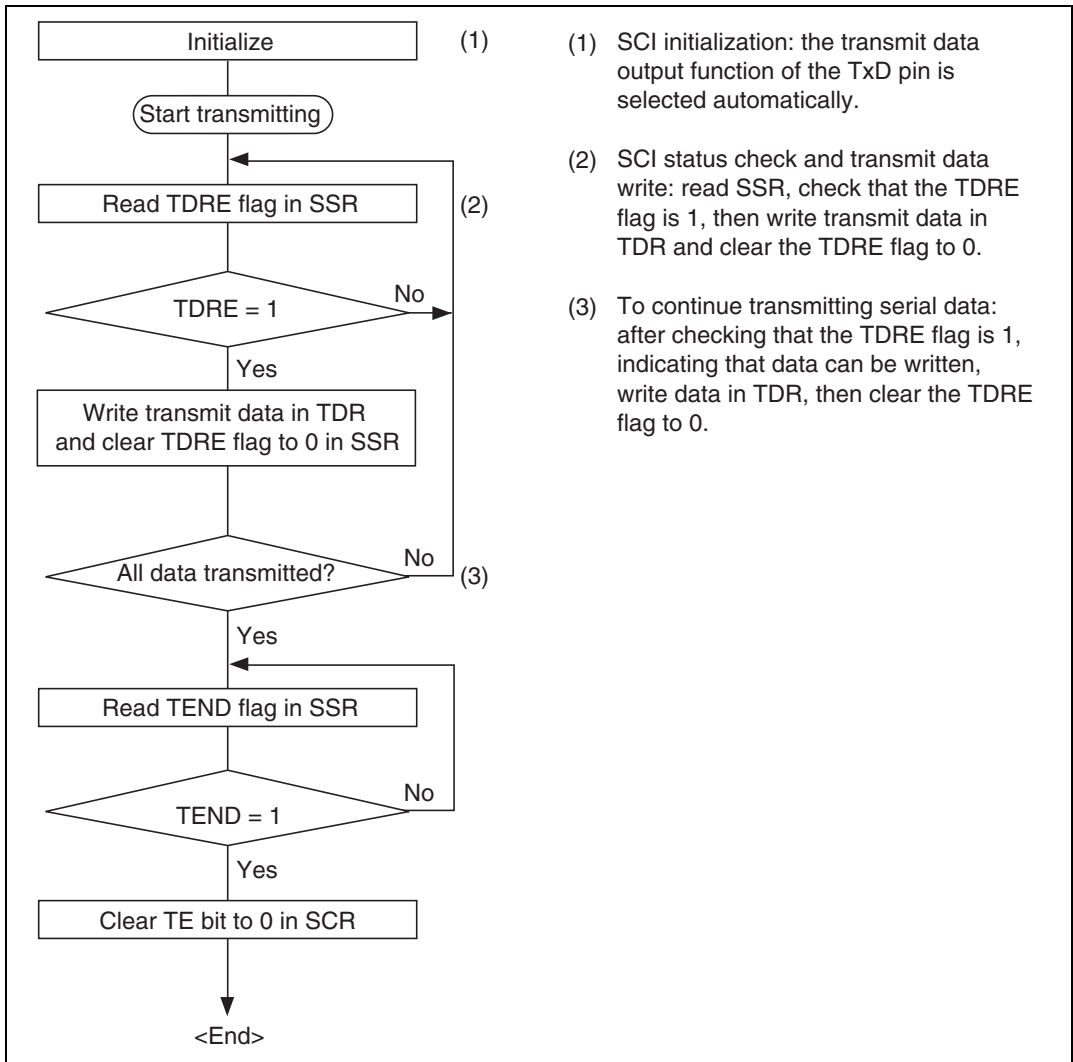 Initialize
(1)
Start transmitting
Read TDRE flag in SSR
(2)
TDRE = 1
No
Yes
Write transmit data in TDR
and clear TDRE flag to 0 in SSR
All data transmitted?
No
(3)
Yes
Read TEND flag in SSR
TEND = 1
No
Yes
Clear TE bit to 0 in SCR
<End>
(1) SCI initialization: the transmit data
output function of the TxD pin is
selected automatically.
(2) SCI status check and transmit data
write: read SSR, check that the TDRE
flag is 1, then write transmit data in
TDR and clear the TDRE flag to 0.
(3) To continue transmitting serial data:
after checking that the TDRE flag is 1,
indicating that data can be written,
write data in TDR, then clear the TDRE
flag to 0.